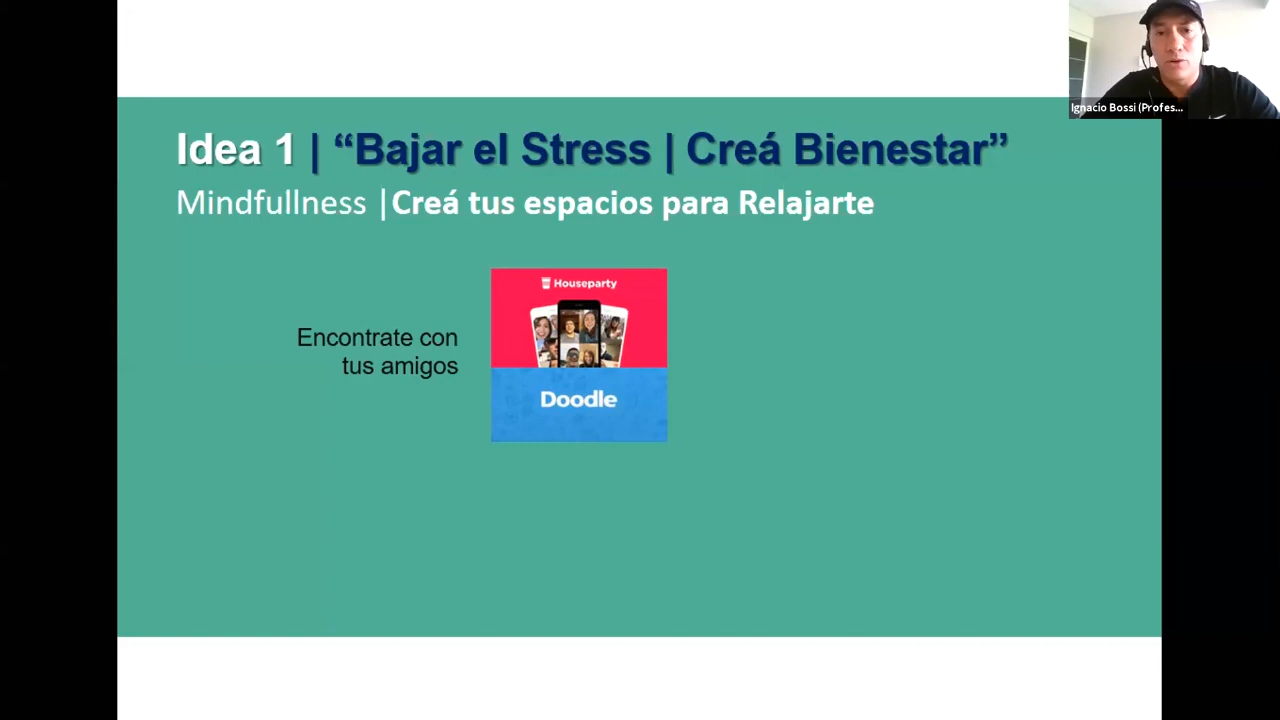 Idea 1 | “Bajar el Stress | Creá Bienestar”
Mindfullness |Creá tus espacios para Relajarte
Encontrate con
tus amigos
Houseparty
Doodle
Ignacio Bossi (Profes...